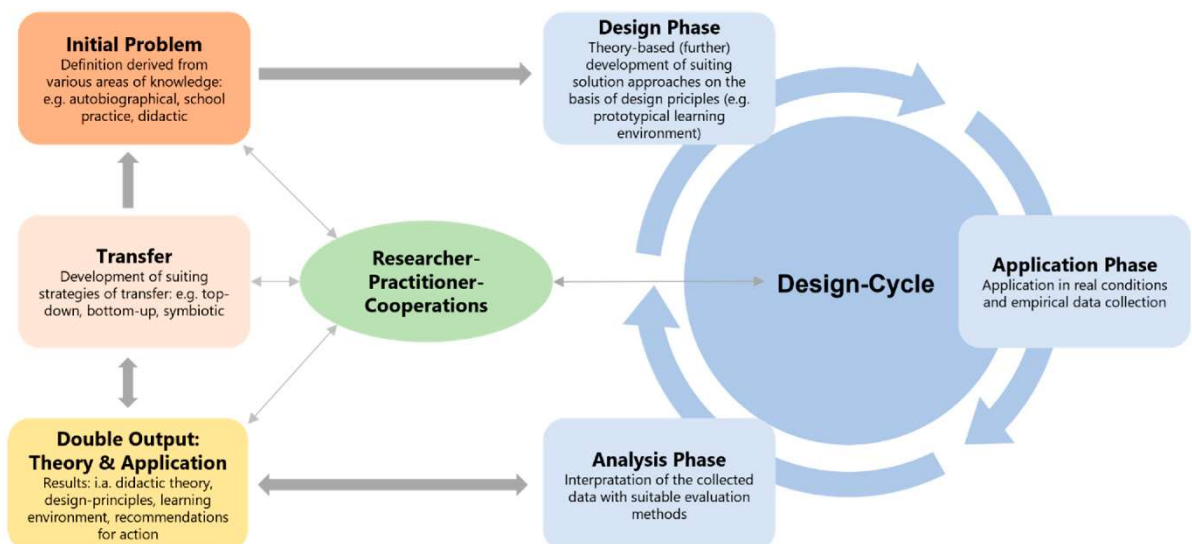 Initial Problem
Definition derived from
various areas of knowledge:
e.g. autobiographical, school
practice, didactic
Design Phase
Theory-based (further)
development of suiting
solution approaches on the
basis of design priciples (e.g.
prototypical learning
environment)
Transfer
Development of suiting
strategies of transfer: e.g. top-
down, bottom-up, symbiotic
Researcher-
Practitioner-
Cooperations
Design-Cycle
Application Phase
Application in real conditions
and empirical data collection
Double Output:
Theory & Application
Results: i.a. didactic theory,
design-principles, learning
environment, recommendations
for action
Analysis Phase
Interpratation of the collected
data with suitable evaluation
methods